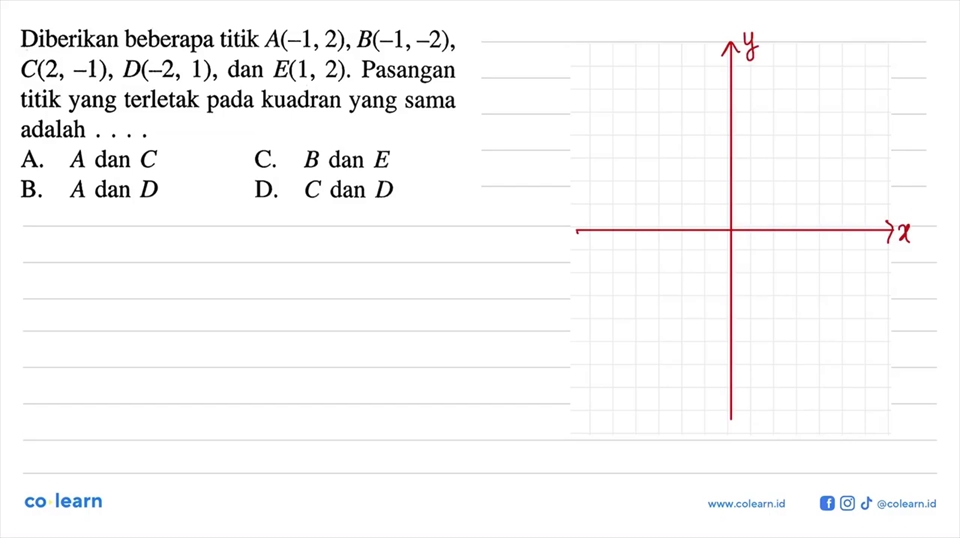 Diberikan beberapa titik A(–1, 2), B(–1, –2),
C(2, –1), D(–2, 1), dan E(1, 2). Pasangan
titik yang terletak pada kuadran yang sama
adalah . . . .
A. A dan C C. B dan E
B. A dan D D. C dan D
y
x
co·learn
www.colearn.id @colearn.id